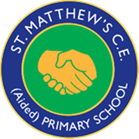 ST. MATTHEW'S C.E.
(Aided) PRIMARY SCHOOL